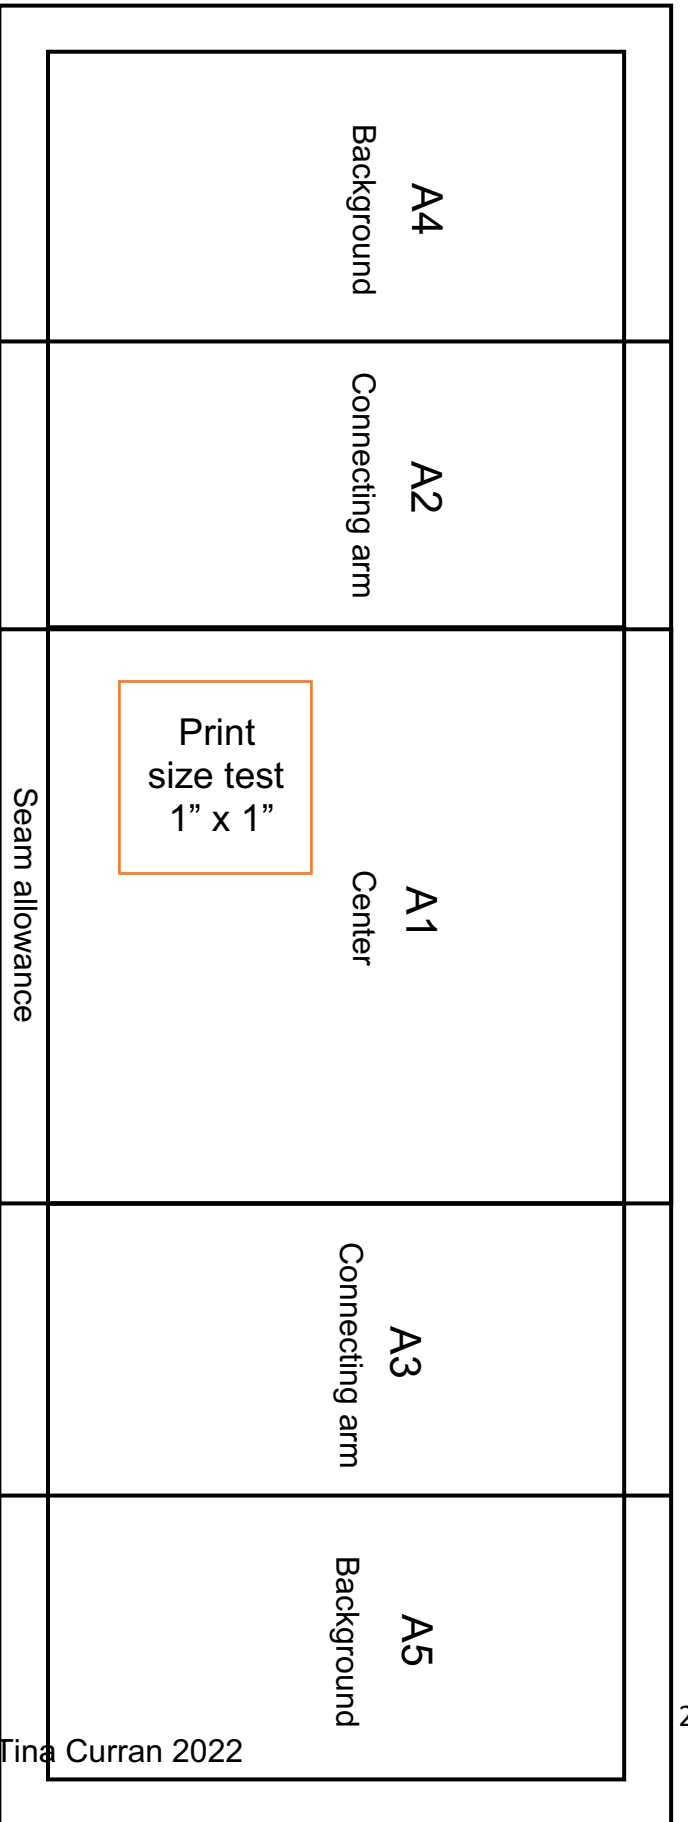 A4
Background
A2
Connecting arm
Print
size test
1” x 1”
A1
Center
Seam allowance
A3
Connecting arm
A5
Background
Tina Curran 2022
2